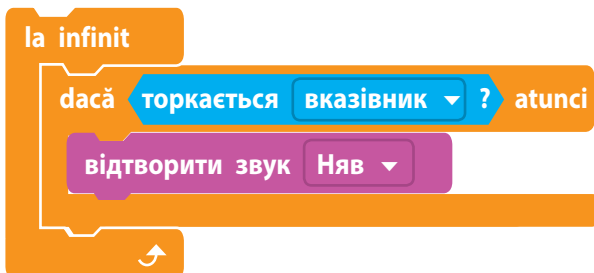 la infinit
dacă торкається вказівник ? atunci
відтворити звук Няв